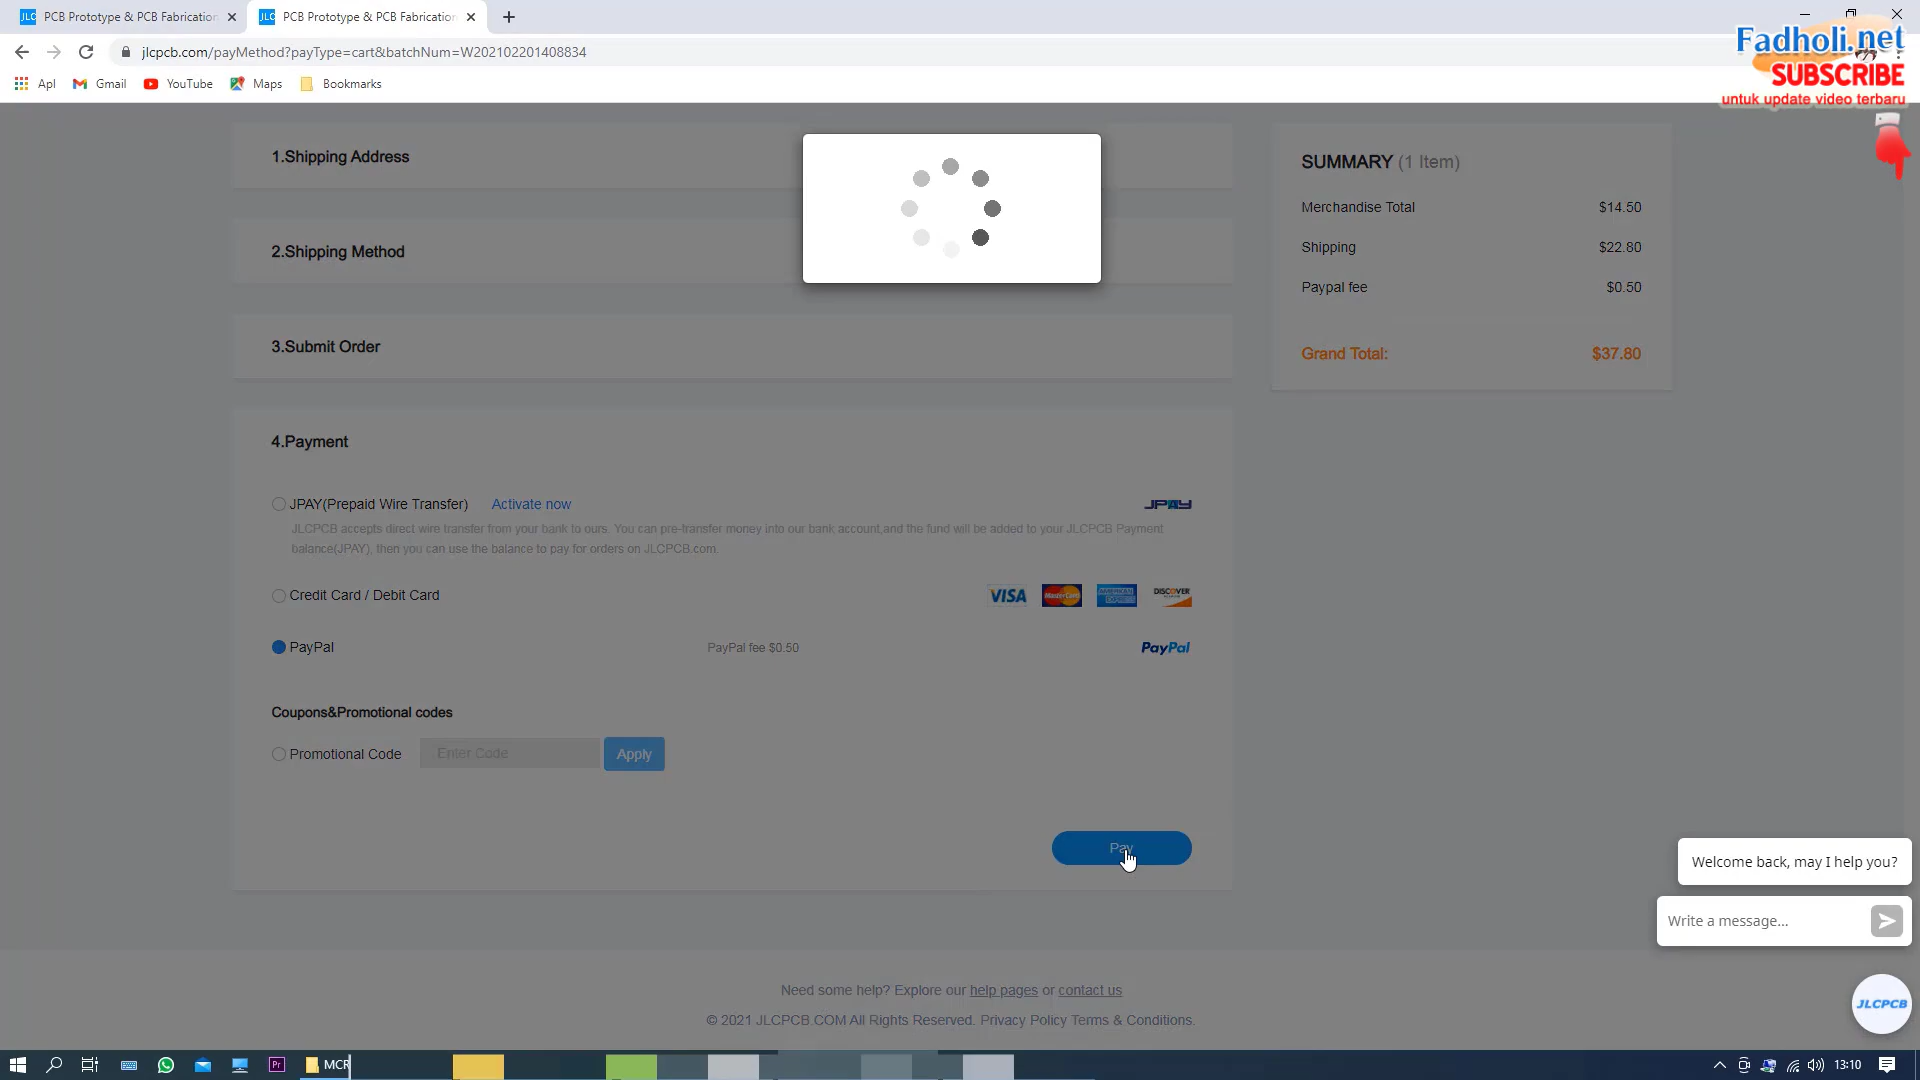 PCB Prototype & PCB Fabrication
PCB Prototype & PCB Fabrication
jlcpcb.com/payMethod?payType=cart&batchNum=W202102201408834
Apl
Gmail
YouTube
Maps
Bookmarks
Fadholi.net
SUBSCRIBE
untuk update video terbaru
1.Shipping Address
2.Shipping Method
3.Submit Order
4.Payment
JPAY(Prepaid Wire Transfer) Activate now
JPAY
JLCPCB accepts direct wire transfer from your bank to ours. You can pre-transfer money into our bank account,and the fund will be added to your JLCPCB Payment
balance(JPAY), then you can use the balance to pay for orders on JLCPCB.com.
Credit Card / Debit Card
VISA MasterCard AMERICAN EXPRESS DISCOVER
PayPal PayPal fee $0.50 PayPal
Coupons&Promotional codes
Promotional Code Enter Code Apply
Pay
SUMMARY (1 Item)
Merchandise Total $14.50
Shipping $22.80
Paypal fee $0.50
Grand Total: $37.80
Welcome back, may I help you?
Write a message...
JLCPCB
Need some help? Explore our help pages or contact us
© 2021 JLCPCB.COM All Rights Reserved. Privacy Policy Terms & Conditions.
Pr
MCR
13:10